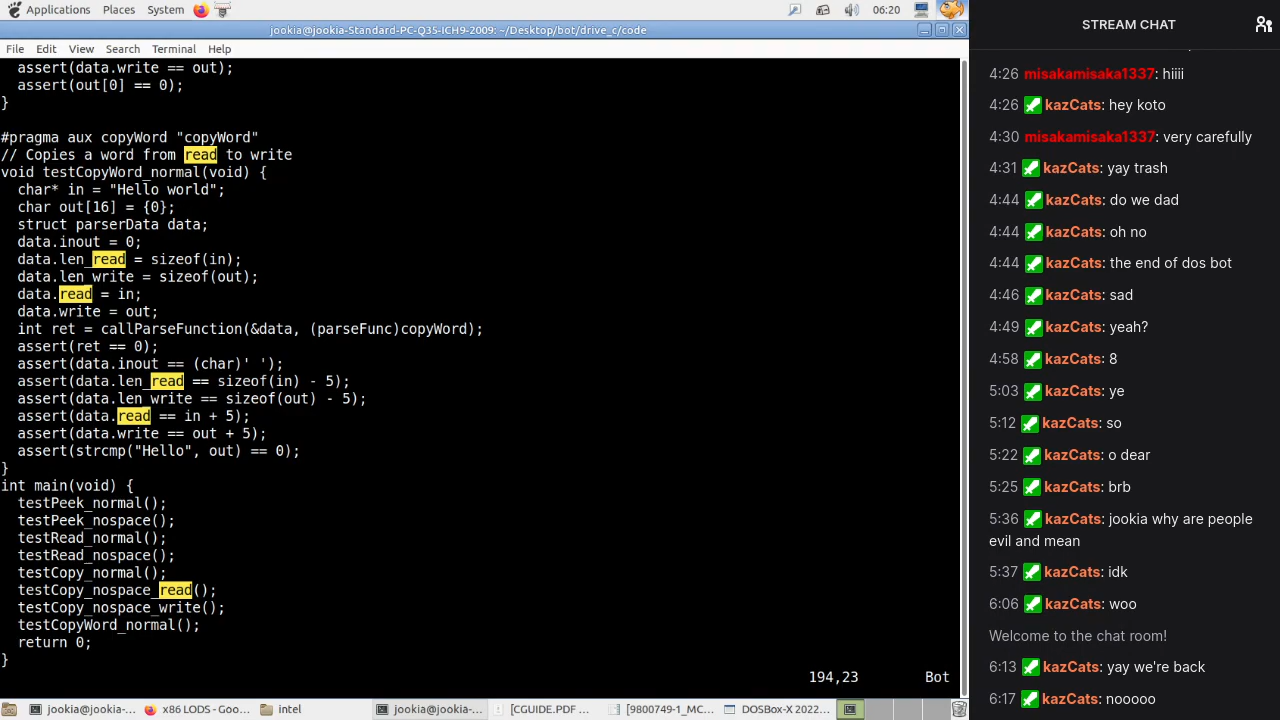 Applications Places System 06:20
jookia@jookia-Standard-PC-Q35-ICH9-2009: ~/Desktop/bot/drive_c/code
File Edit View Search Terminal Help
assert(data.write == out);
assert(out[0] == 0);
}
#pragma aux copyWord "copyWord"
// Copies a word from read to write
void testCopyWord_normal(void) {
char* in = "Hello world";
char out[16] = {0};
struct parserData data;
data.inout = 0;
data.len_read = sizeof(in);
data.len_write = sizeof(out);
data.read = in;
data.write = out;
int ret = callParseFunction(&data, (parseFunc)copyWord);
assert(ret == 0);
assert(data.inout == (char)' ');
assert(data.len_read == sizeof(in) - 5);
assert(data.len_write == sizeof(out) - 5);
assert(data.read == in + 5);
assert(data.write == out + 5);
assert(strcmp("Hello", out) == 0);
}
int main(void) {
testPeek_normal();
testPeek_nospace();
testRead_normal();
testRead_nospace();
testCopy_normal();
testCopy_nospace_read();
testCopy_nospace_write();
testCopyWord_normal();
return 0;
}
194,23 Bot
jookia@jookia-... x86 LODS - Goo... intel jookia@jookia-... [CGUIDE.PDF ... [9800749-1_MC... DOSBox-X 2022...
STREAM CHAT
4:26 misakamisaka1337: hiiii
4:26 kazCats: hey koto
4:30 misakamisaka1337: very carefully
4:31 kazCats: yay trash
4:44 kazCats: do we dad
4:44 kazCats: oh no
4:44 kazCats: the end of dos bot
4:46 kazCats: sad
4:49 kazCats: yeah?
4:58 kazCats: 8
5:03 kazCats: ye
5:12 kazCats: so
5:22 kazCats: o dear
5:25 kazCats: brb
5:36 kazCats: jookia why are people
evil and mean
5:37 kazCats: idk
6:06 kazCats: woo
Welcome to the chat room!
6:13 kazCats: yay we're back
6:17 kazCats: nooooo